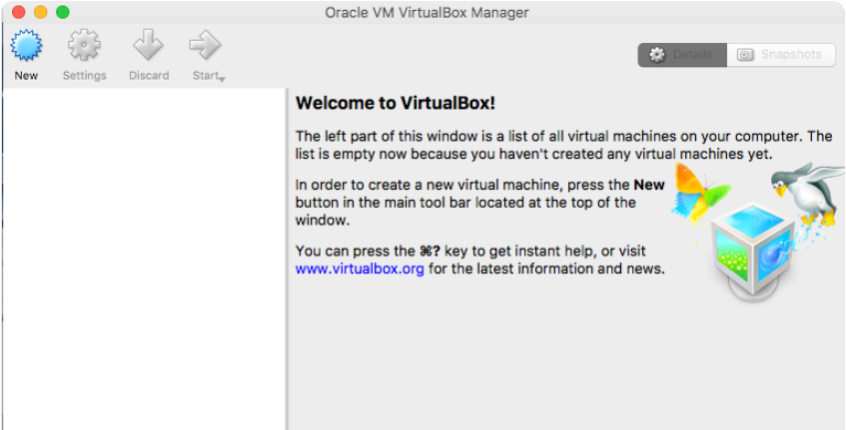 Oracle VM VirtualBox Manager
New
Settings
Discard
Start
Details
Snapshots
Welcome to VirtualBox!
The left part of this window is a list of all virtual machines on your computer. The
list is empty now because you haven't created any virtual machines yet.
In order to create a new virtual machine, press the New
button in the main tool bar located at the top of the
window.
You can press the ⌘? key to get instant help, or visit
www.virtualbox.org for the latest information and news.